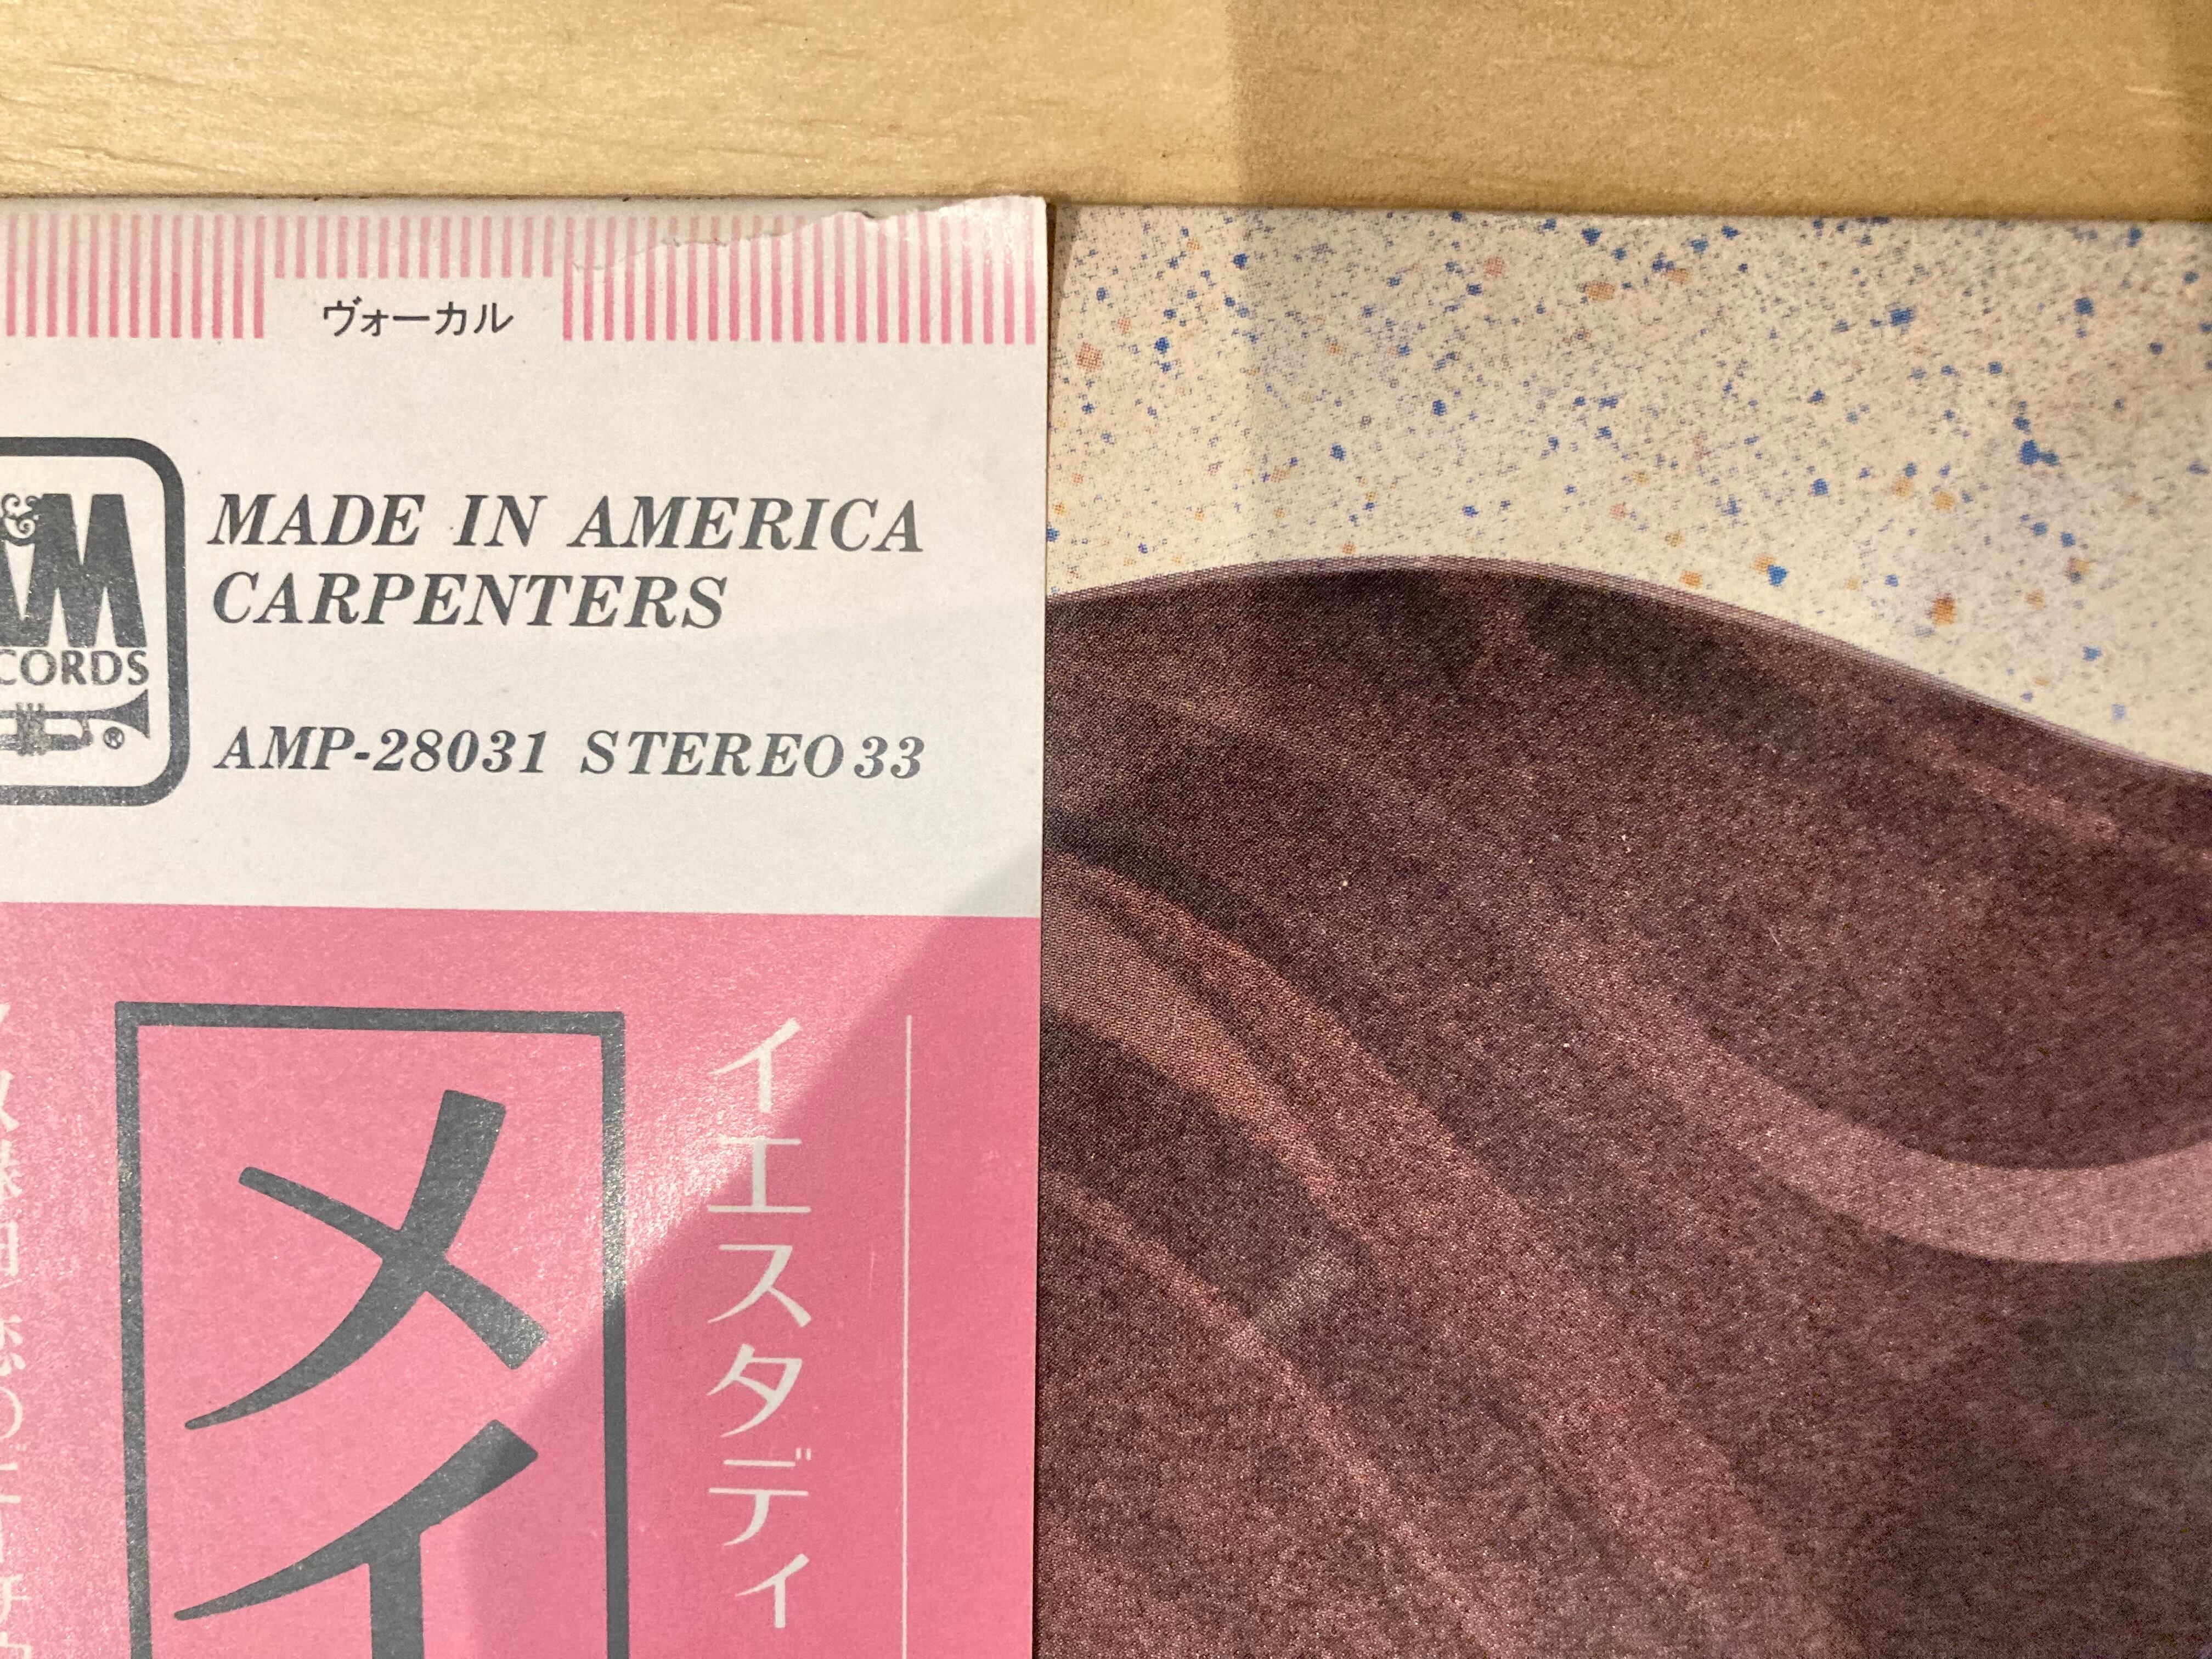 ヴォーカル
&M
CORDS
®
MADE IN AMERICA
CARPENTERS
AMP-28031 STEREO 33
イエスタディ
メイ